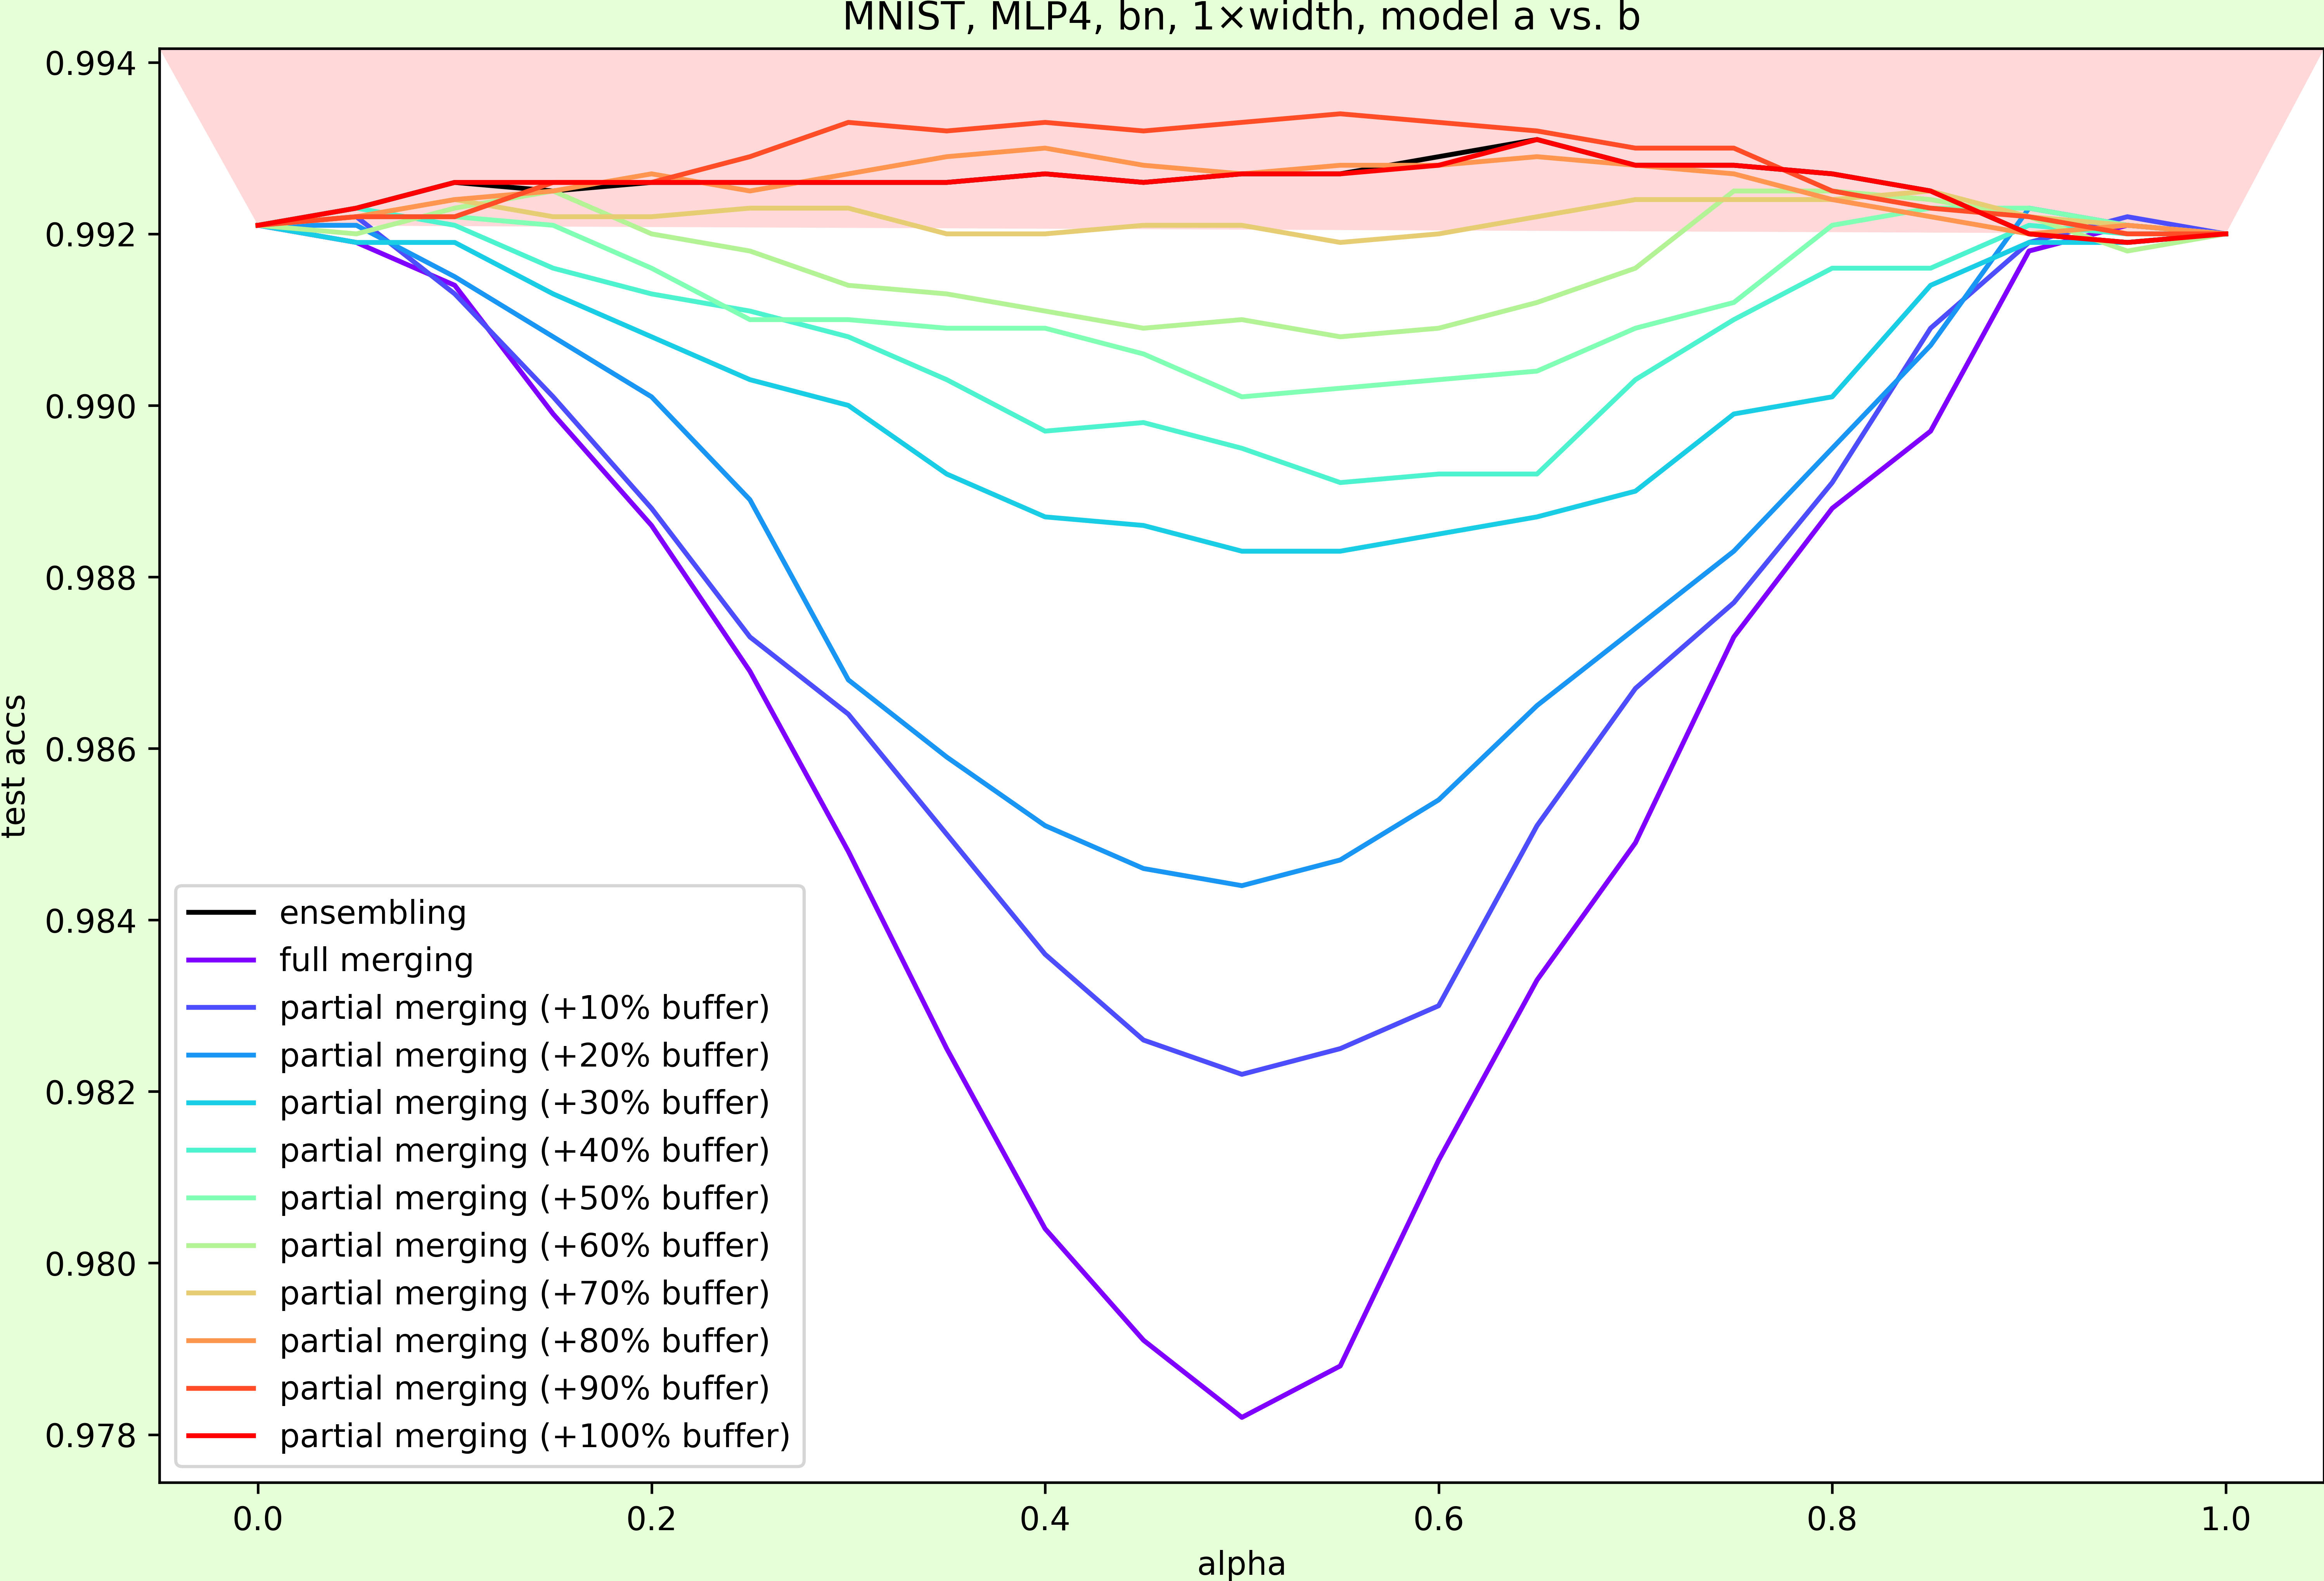 MNIST, MLP4, bn, 1×width, model a vs. b
0.994
0.992
0.990
0.988
0.986
0.984
0.982
0.980
0.978
test accs
ensembling
full merging
partial merging (+10% buffer)
partial merging (+20% buffer)
partial merging (+30% buffer)
partial merging (+40% buffer)
partial merging (+50% buffer)
partial merging (+60% buffer)
partial merging (+70% buffer)
partial merging (+80% buffer)
partial merging (+90% buffer)
partial merging (+100% buffer)
0.0 0.2 0.4 0.6 0.8 1.0
alpha